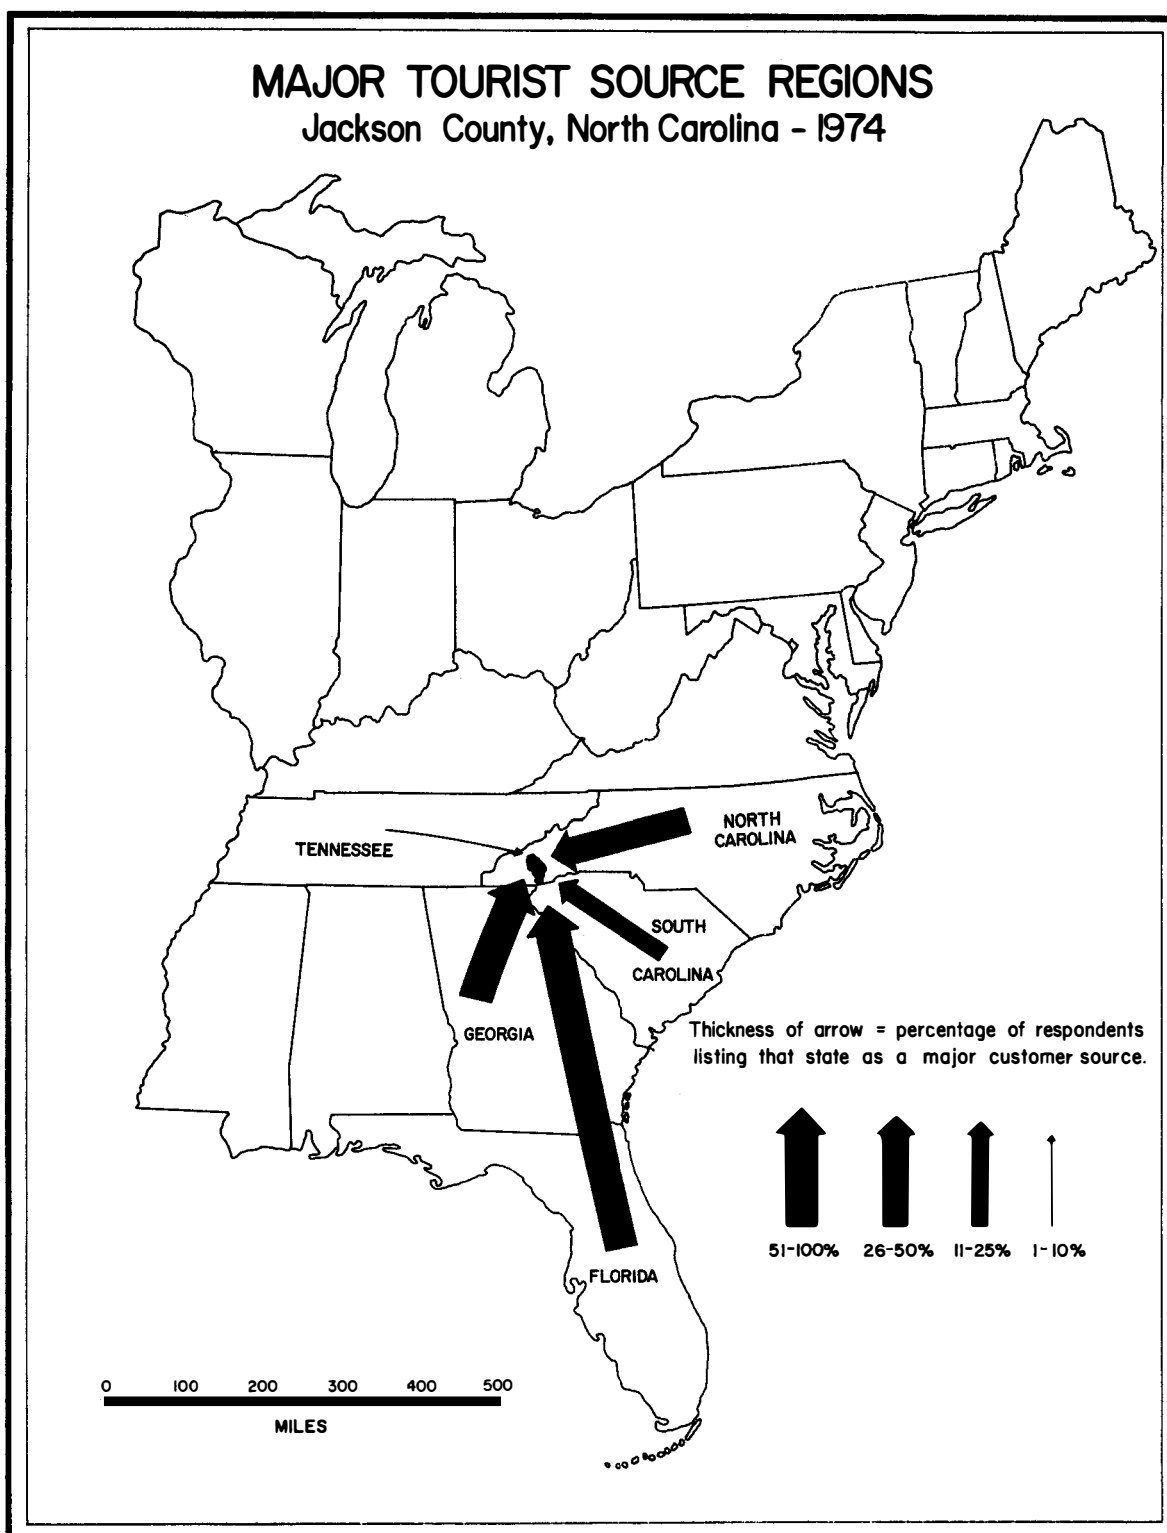 MAJOR TOURIST SOURCE REGIONS
Jackson County, North Carolina - 1974
NORTH
CAROLINA
TENNESSEE
SOUTH
CAROLINA
GEORGIA
Thickness of arrow = percentage of respondents
listing that state as a major customer source.
51-100% 26-50% 11-25% 1-10%
FLORIDA
0 100 200 300 400 500
MILES